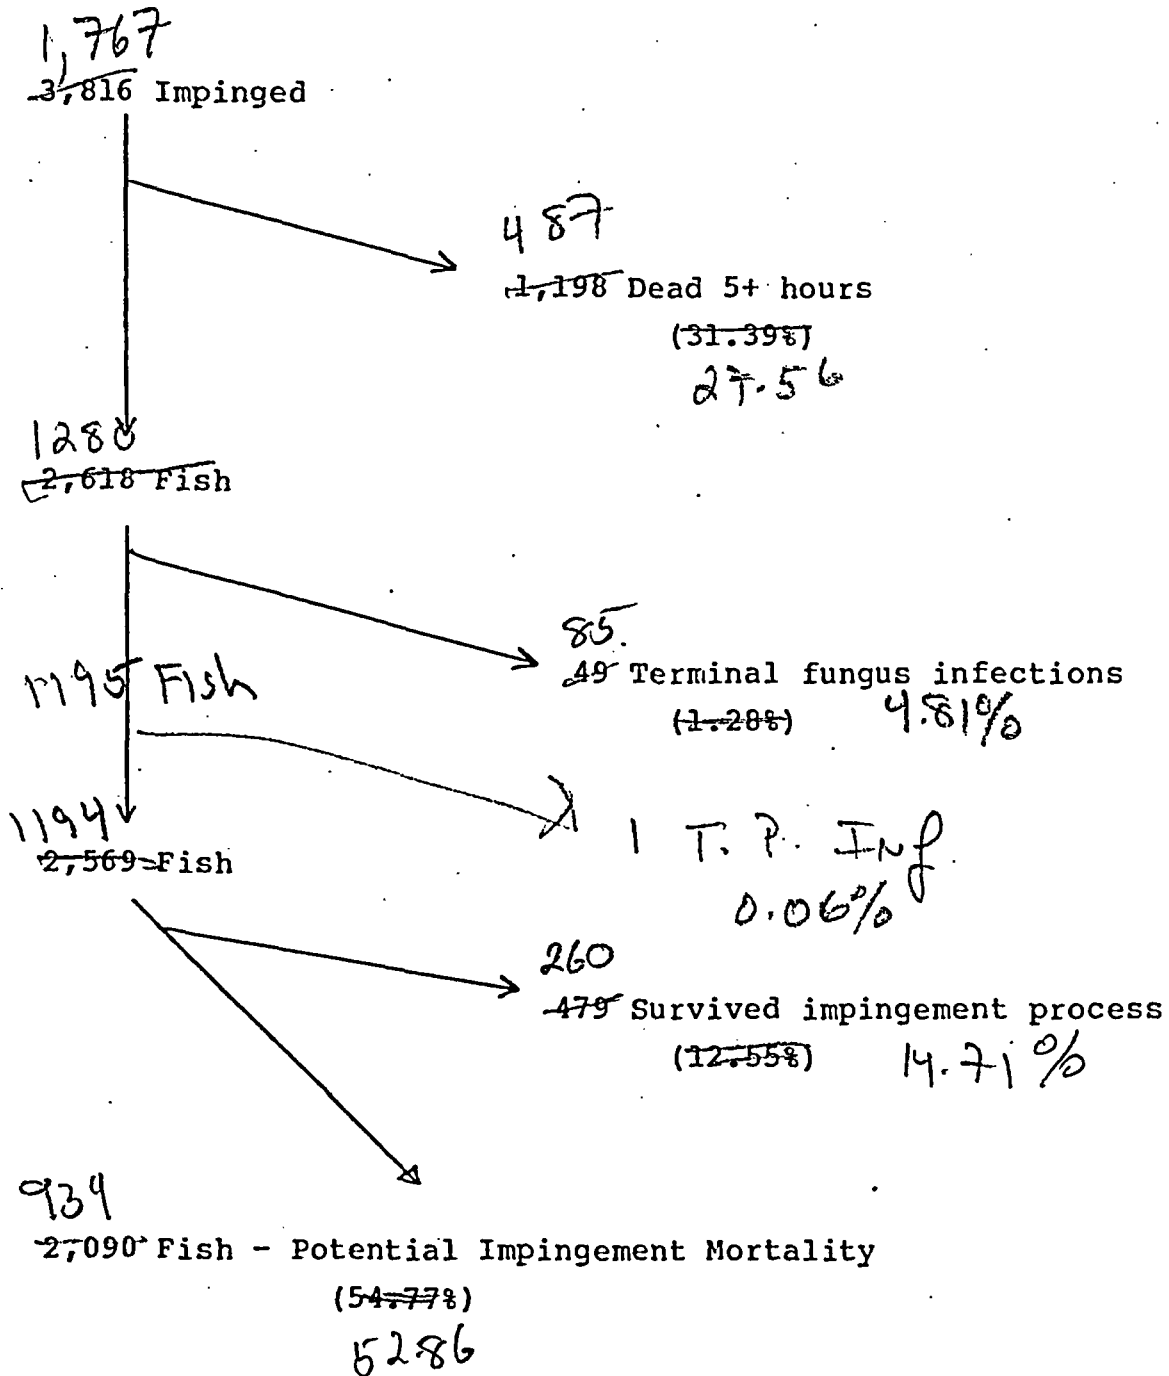 1,767
3,816 Impinged
487
1,198 Dead 5+ hours
(31.39%)
27.56
1280
2,618 Fish
85.
49 Terminal fungus infections
(1.28%) 4.81%
1195 Fish
1194
2,569 Fish
1 T. P. Inf.
0.06%
260
479 Survived impingement process
(12.55%) 14.71%
934
2,090 Fish - Potential Impingement Mortality
(54.77%)
52.86